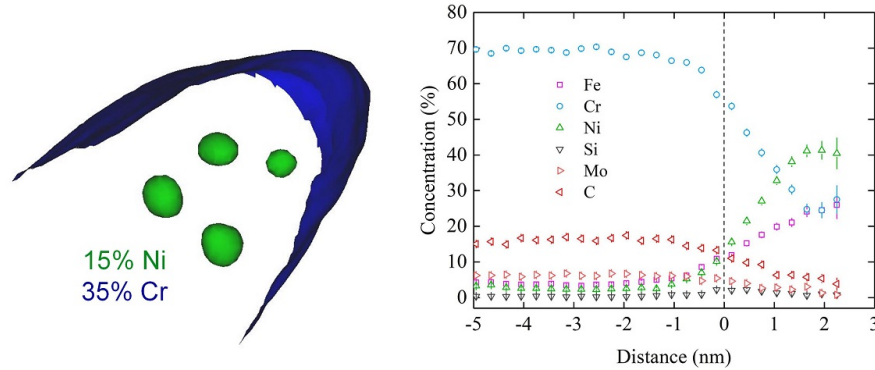 15% Ni
35% Cr
Concentration (%)
80
70
60
50
40
30
20
10
0
Fe
Cr
Ni
Si
Mo
C
-5 -4 -3 -2 -1 0 1 2 3
Distance (nm)